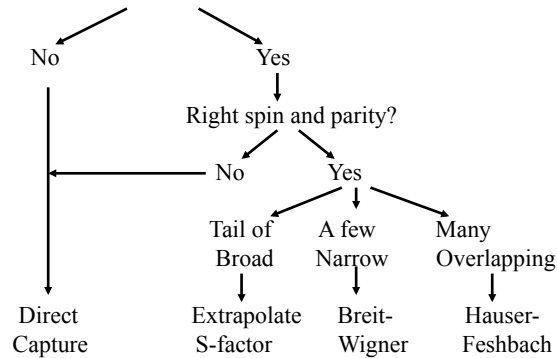 No
Yes
Right spin and parity?
No
Yes
Tail of
Broad
A few
Narrow
Many
Overlapping
Direct
Capture
Extrapolate
S-factor
Breit-
Wigner
Hauser-
Feshbach